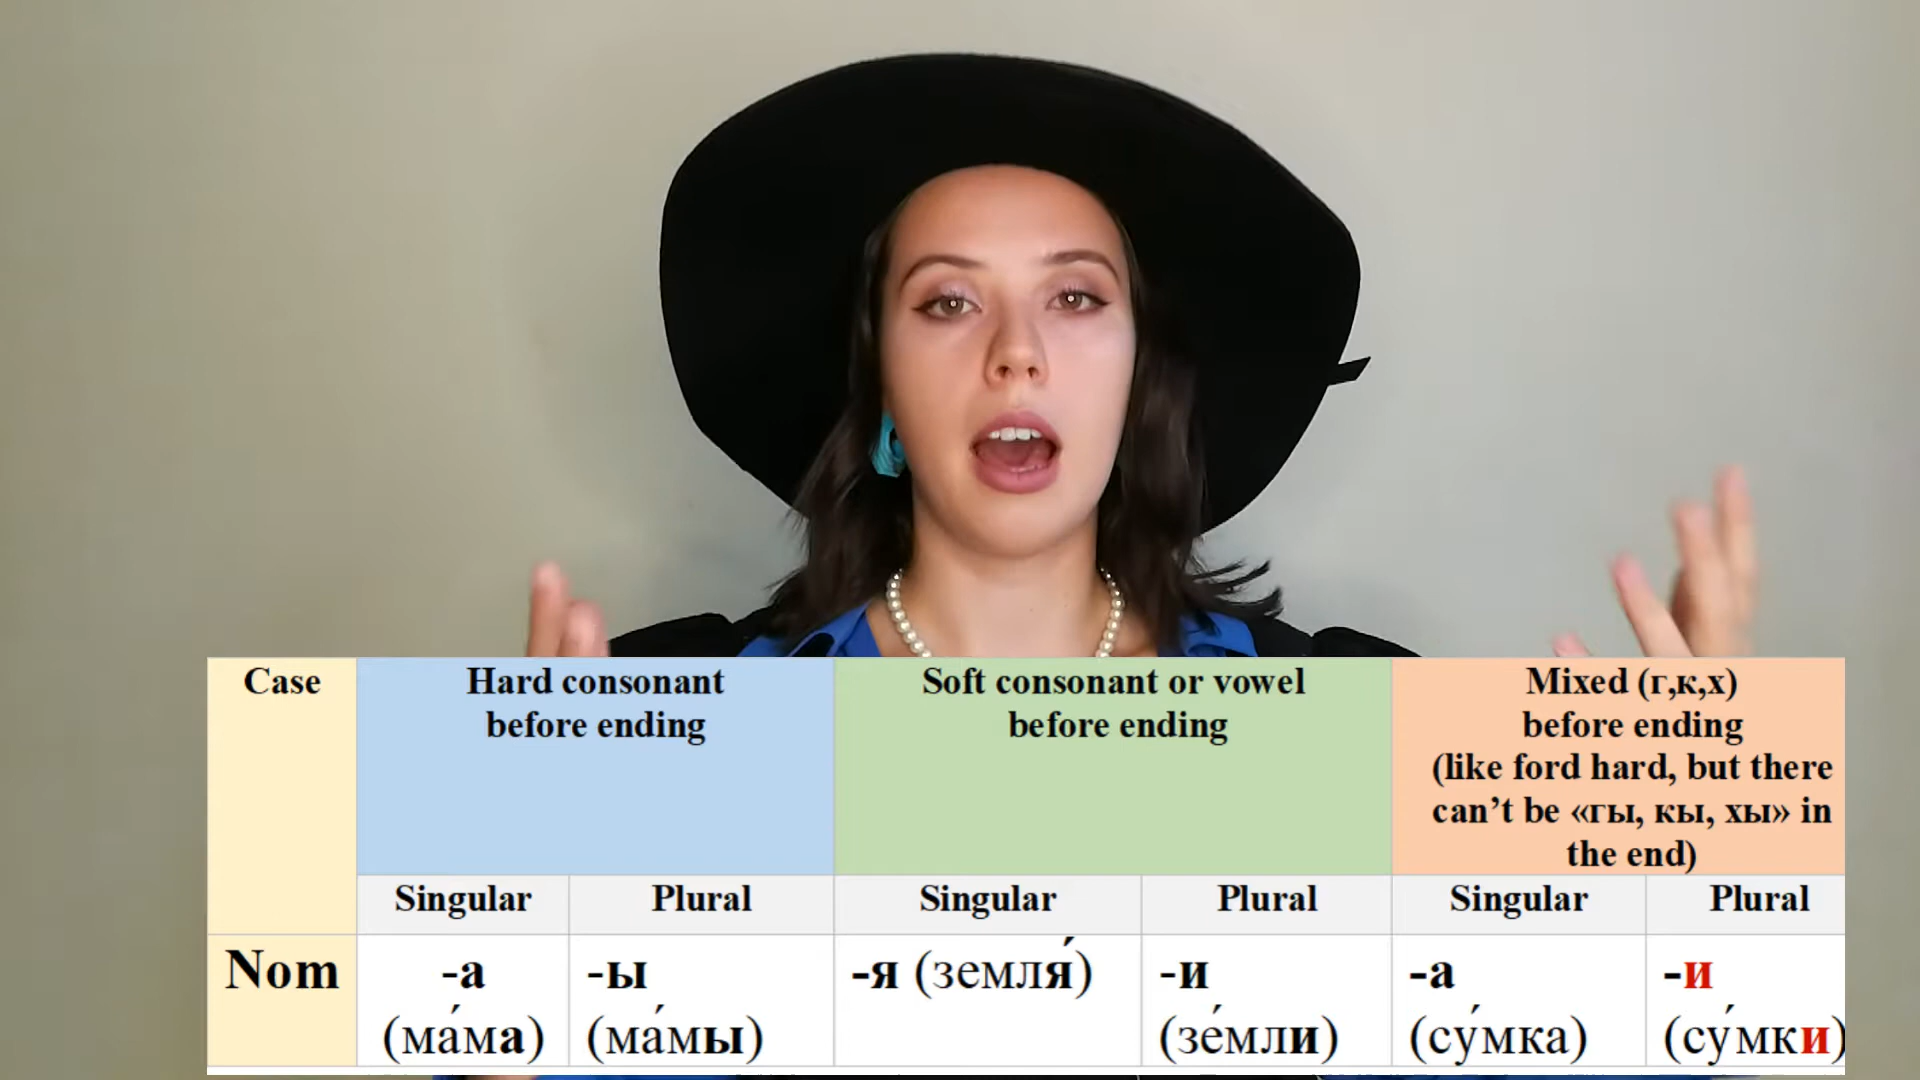 Case
Hard consonant
before ending
Soft consonant or vowel
before ending
Mixed (г,к,х)
before ending
(like ford hard, but there
can’t be «гы, кы, хы» in
the end)
Singular
Plural
Singular
Plural
Singular
Plural
Nom
-а
(ма́ма)
-ы
(ма́мы)
-я (земля́)
-и
(зе́мли)
-а
(су́мка)
-и
(су́мки)